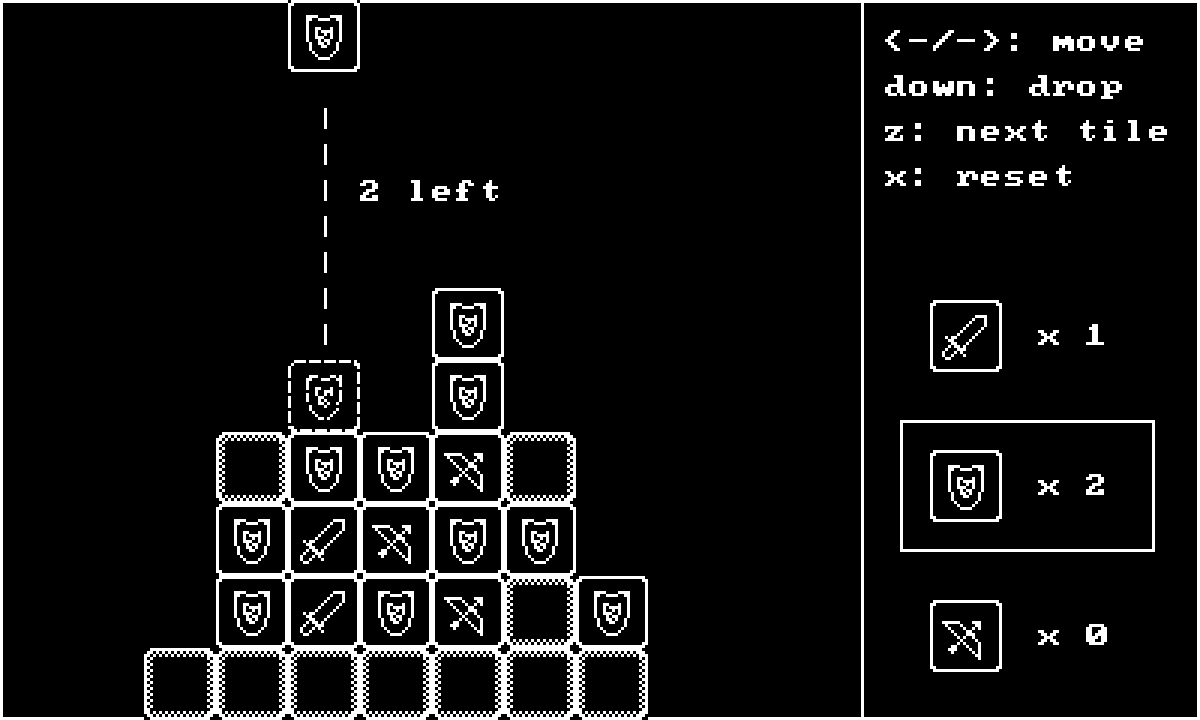 <-/->: move
down: drop
z: next tile
x: reset
2 left
x 1
x 2
x 0